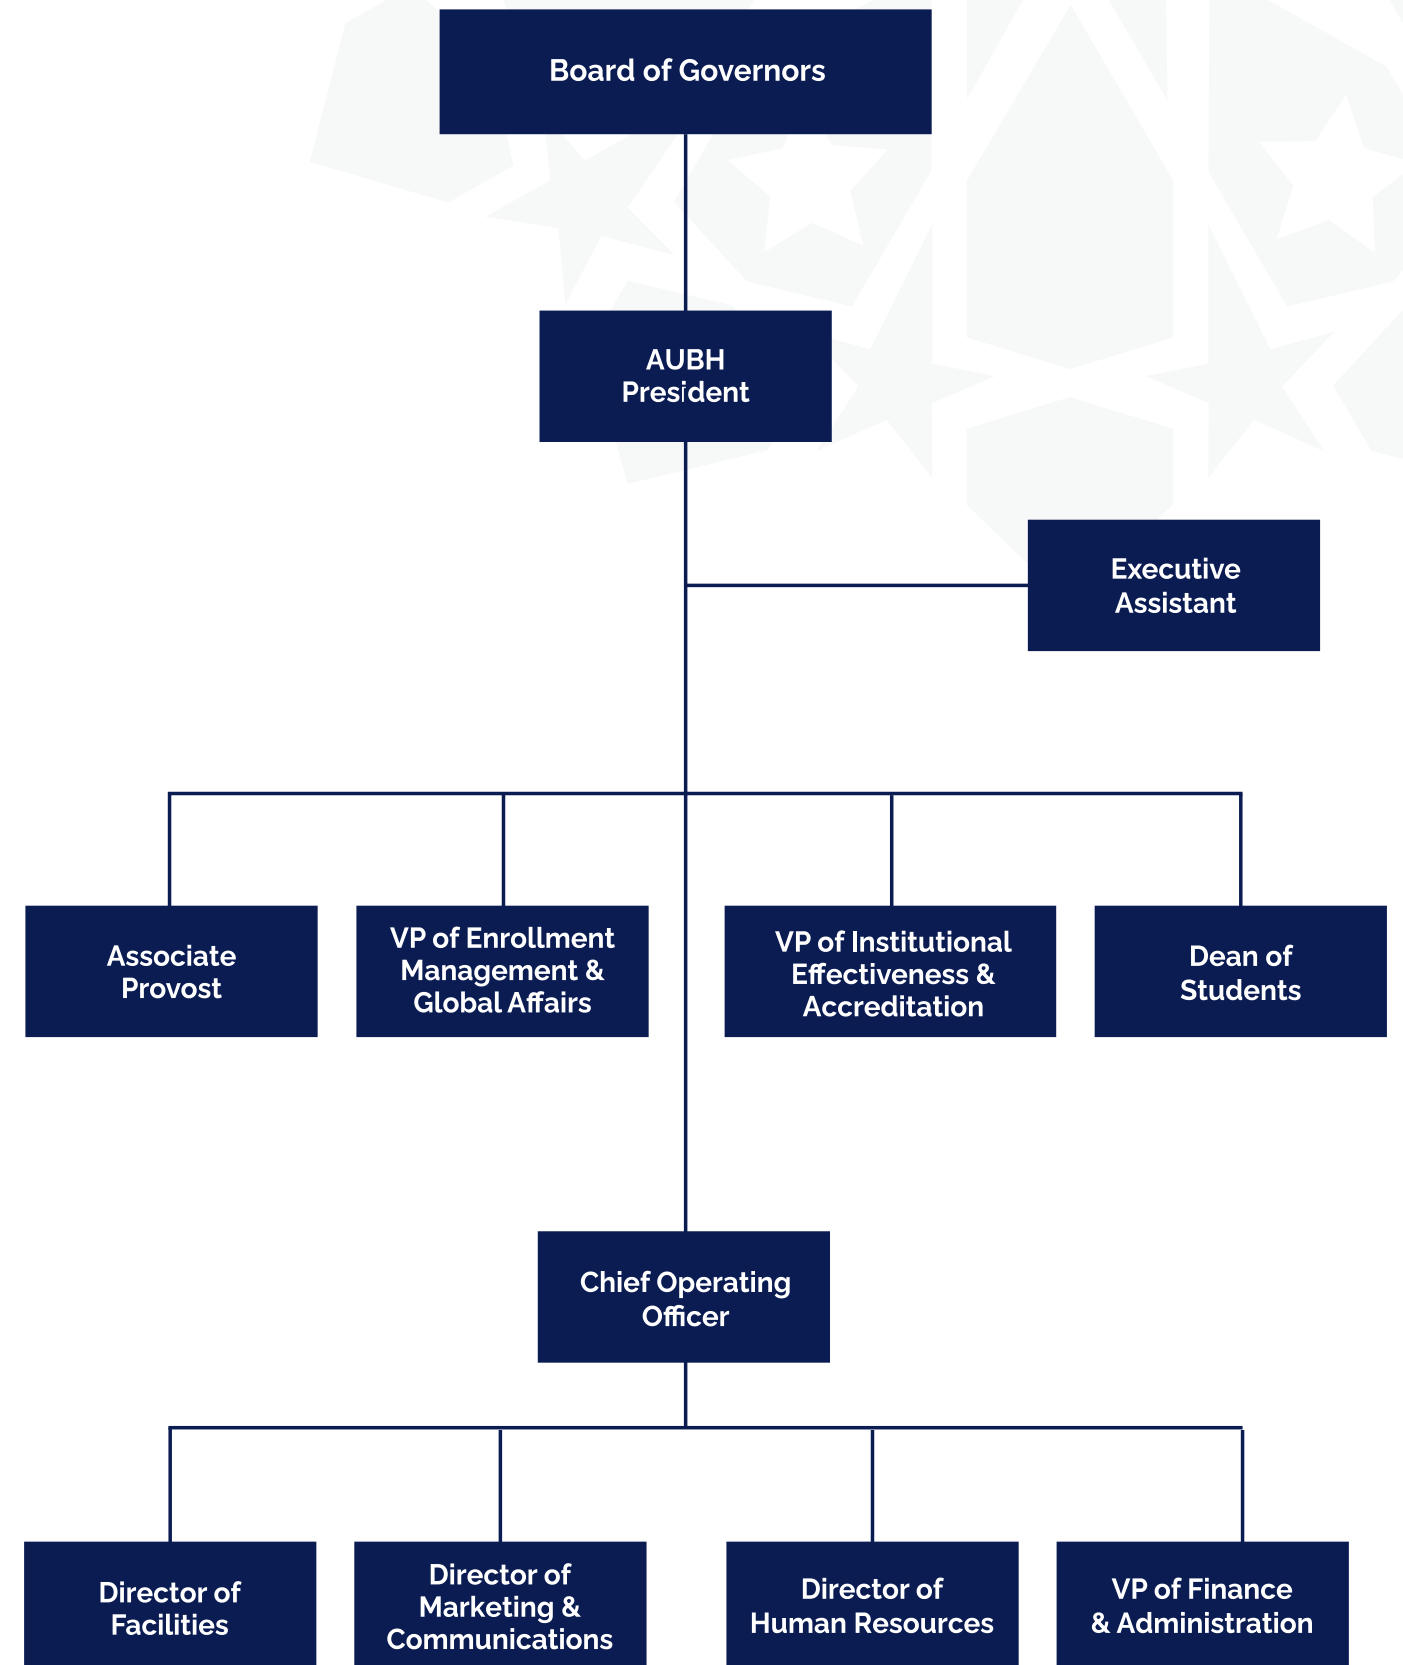 Board of Governors
AUBH
President
Executive
Assistant
Associate
Provost
VP of Enrollment
Management &
Global Affairs
VP of Institutional
Effectiveness &
Accreditation
Dean of
Students
Chief Operating
Officer
Director of
Facilities
Director of
Marketing &
Communications
Director of
Human Resources
VP of Finance
& Administration